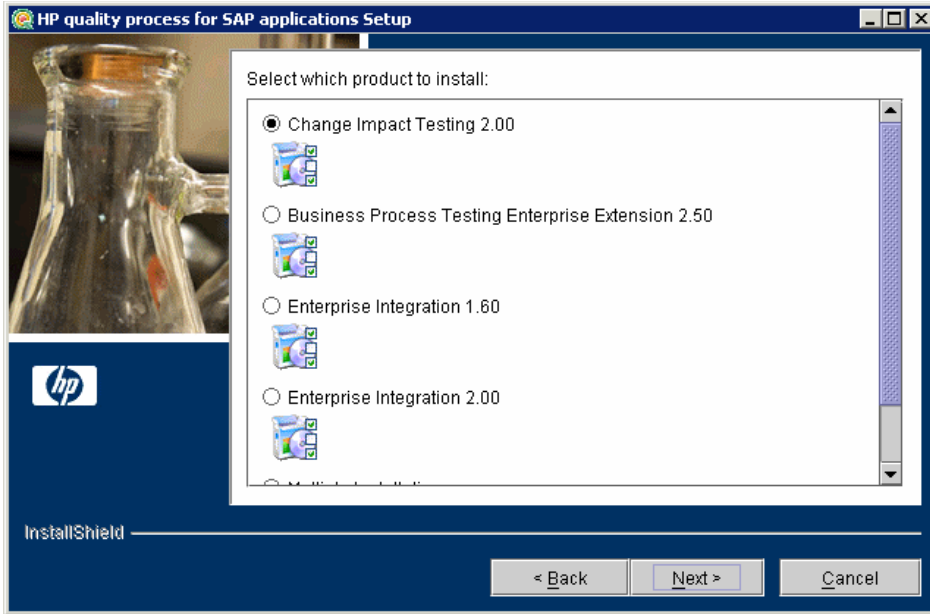 HP quality process for SAP applications Setup
Select which product to install:
Change Impact Testing 2.00
Business Process Testing Enterprise Extension 2.50
Enterprise Integration 1.60
Enterprise Integration 2.00
hp
InstallShield
< Back
Next >
Cancel